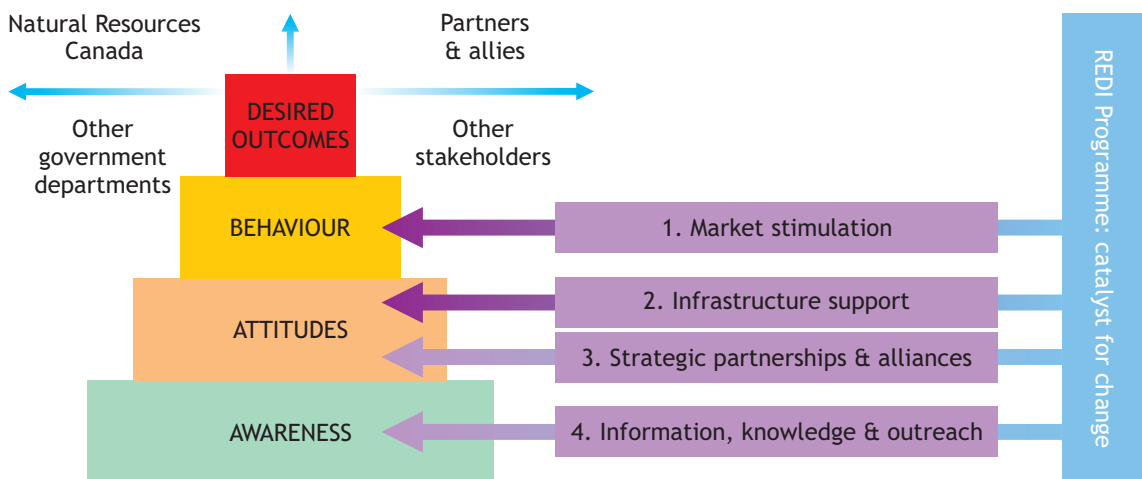 Natural Resources
Canada
Partners
& allies
DESIRED
OUTCOMES
Other
government
departments
Other
stakeholders
BEHAVIOUR
1. Market stimulation
ATTITUDES
2. Infrastructure support
3. Strategic partnerships & alliances
AWARENESS
4. Information, knowledge & outreach
REDI Programme: catalyst for change